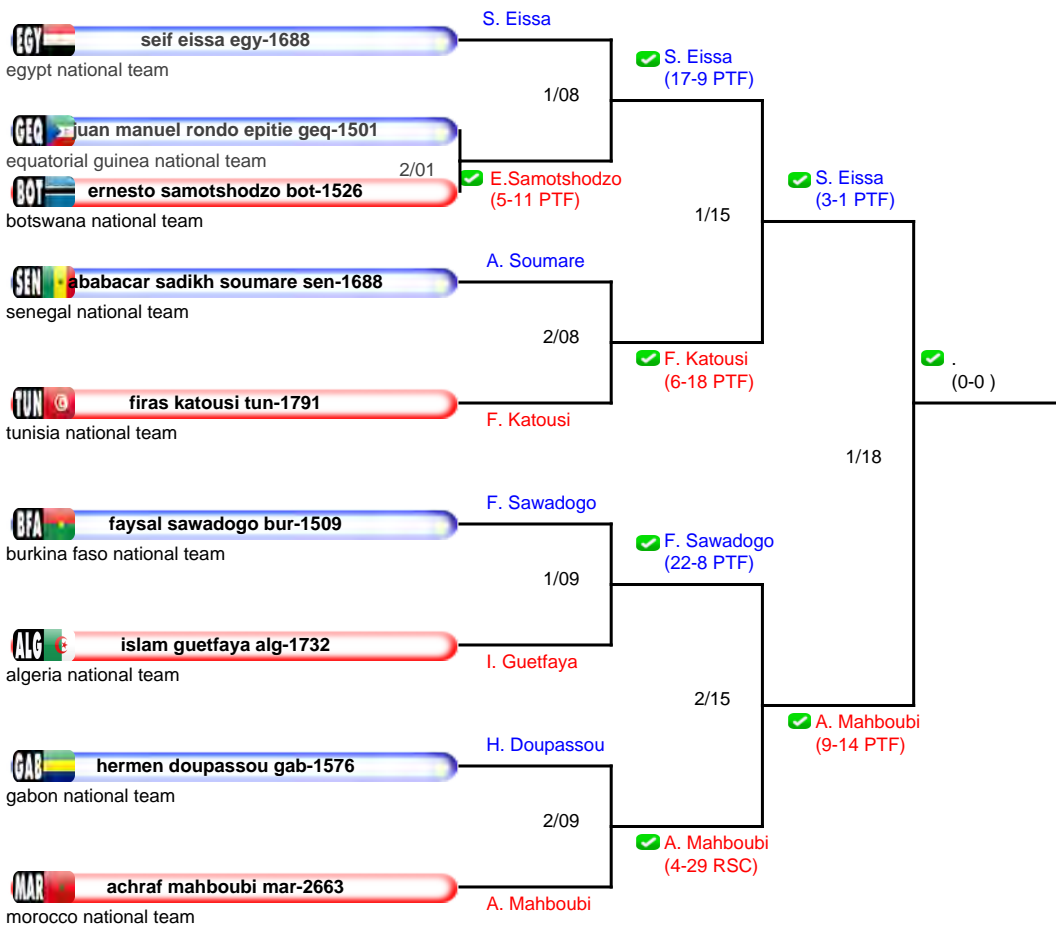 EGY
seif eissa egy-1688
egypt national team
GEQ
juan manuel rondo epitie geq-1501
equatorial guinea national team
2/01
BOT
ernesto samotshodzo bot-1526
botswana national team
SEN
ababacar sadikh soumare sen-1688
senegal national team
TUN
firas katousi tun-1791
tunisia national team
BFA
faysal sawadogo bur-1509
burkina faso national team
ALG
islam guetfaya alg-1732
algeria national team
GAB
hermen doupassou gab-1576
gabon national team
MAR
achraf mahboubi mar-2663
morocco national team
S. Eissa
1/08
E.Samotshodzo
(5-11 PTF)
A. Soumare
2/08
F. Katousi
F. Sawadogo
1/09
I. Guetfaya
H. Doupassou
2/09
A. Mahboubi
S. Eissa
(17-9 PTF)
1/15
F. Katousi
(6-18 PTF)
F. Sawadogo
(22-8 PTF)
2/15
A. Mahboubi
(4-29 RSC)
S. Eissa
(3-1 PTF)
1/18
A. Mahboubi
(9-14 PTF)
.
(0-0 )